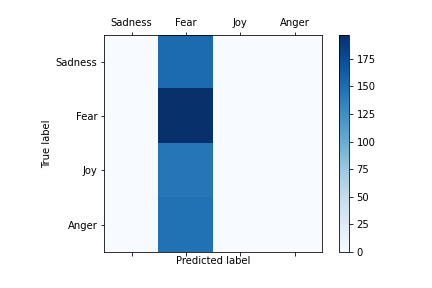 Sadness Fear Joy Anger
Sadness
Fear
Joy
Anger
True label
Predicted label
175
150
125
100
75
50
25
0